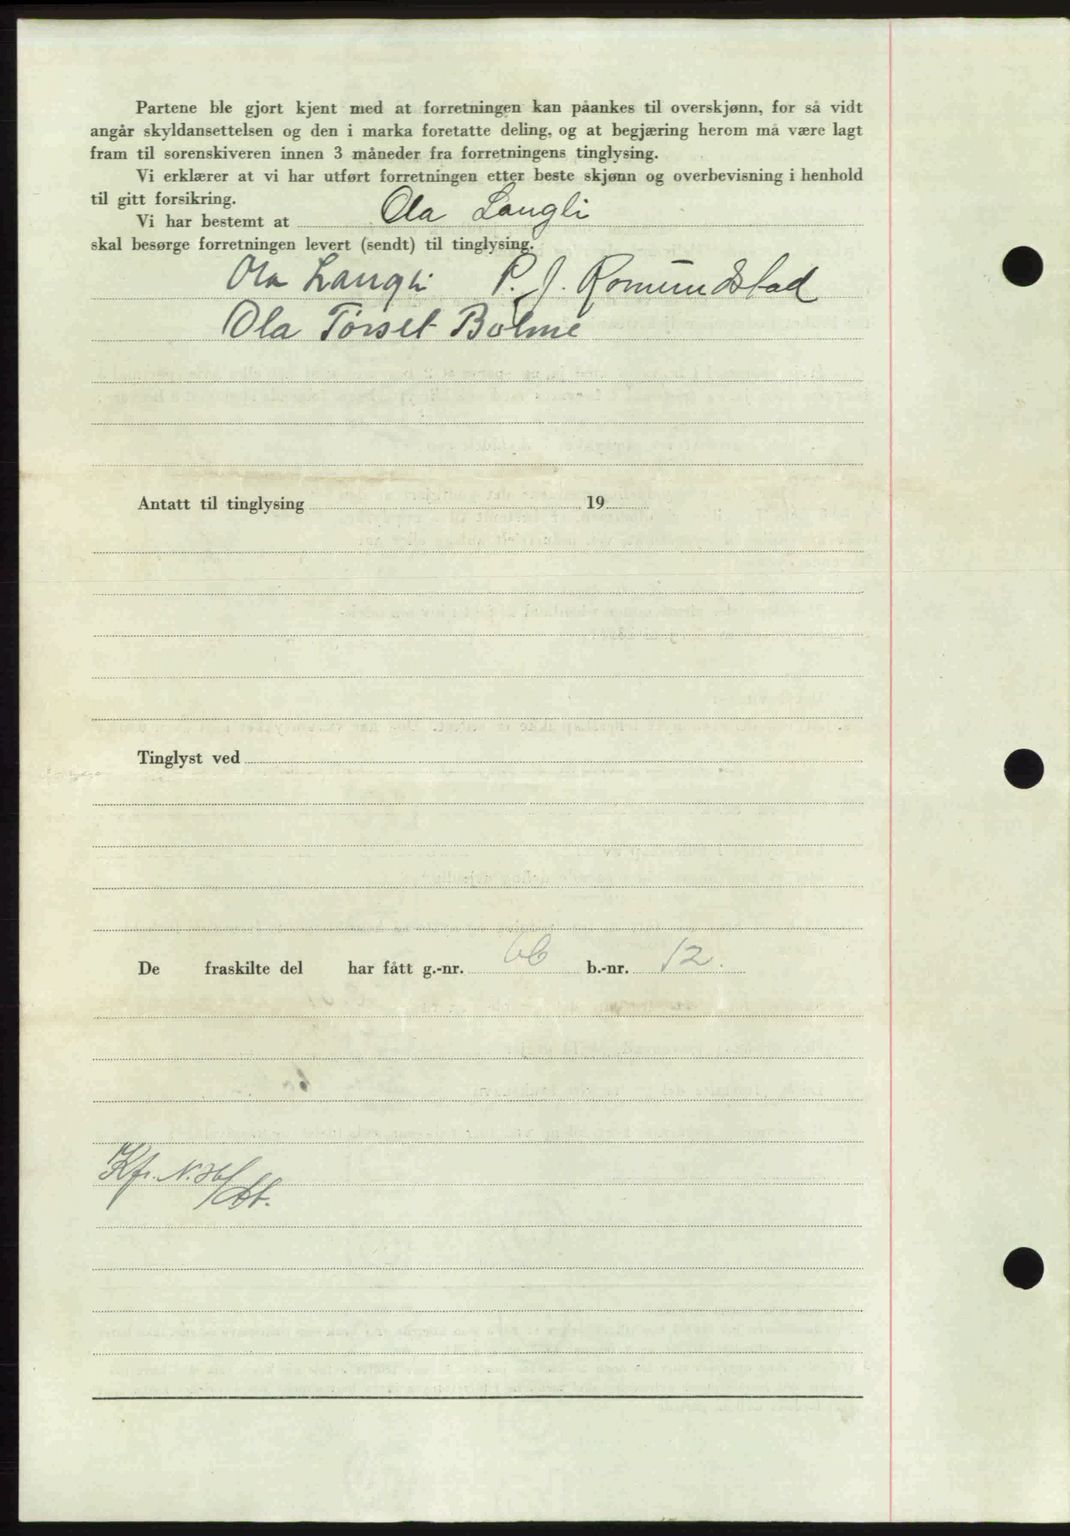 Partene ble gjort kjent med at forretningen kan påankes til overskjønn, for så vidt
angår skyldansettelsen og den i marka foretatte deling, og at begjæring herom må være lagt
fram til sorenskiveren innen 3 måneder fra forretningens tinglysing.
Vi erklærer at vi har utført forretningen etter beste skjønn og overbevisning i henhold
til gitt forsikring.
Vi har bestemt at Ola Langli
skal besørge forretningen levert (sendt) til tinglysing.
Ola Langli P. J. Romundstad
Ola Tørset Bolme
Antatt til tinglysing 19
Tinglyst ved
De fraskilte del har fått g.-nr. 66 b.-nr. 12.
Kfr.